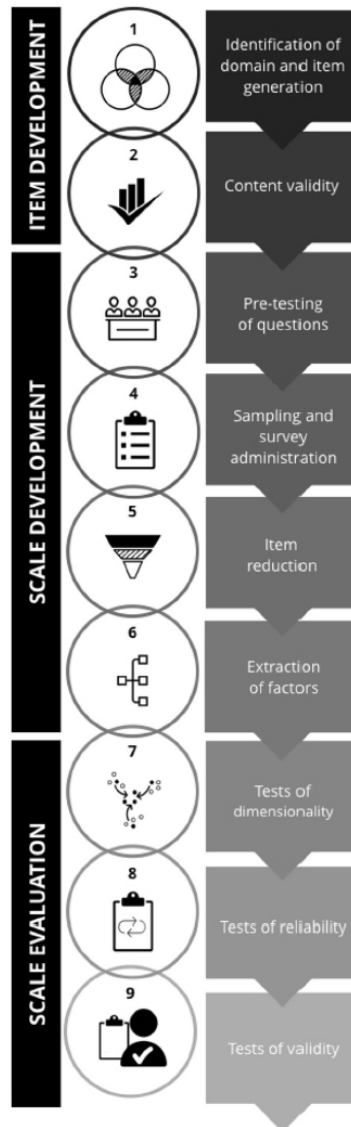 ITEM DEVELOPMENT
1
Identification of
domain and item
generation
2
Content validity
SCALE DEVELOPMENT
3
Pre-testing
of questions
4
Sampling and
survey
administration
5
Item
reduction
6
Extraction
of factors
SCALE EVALUATION
7
Tests of
dimensionality
8
Tests of reliability
9
Tests of validity